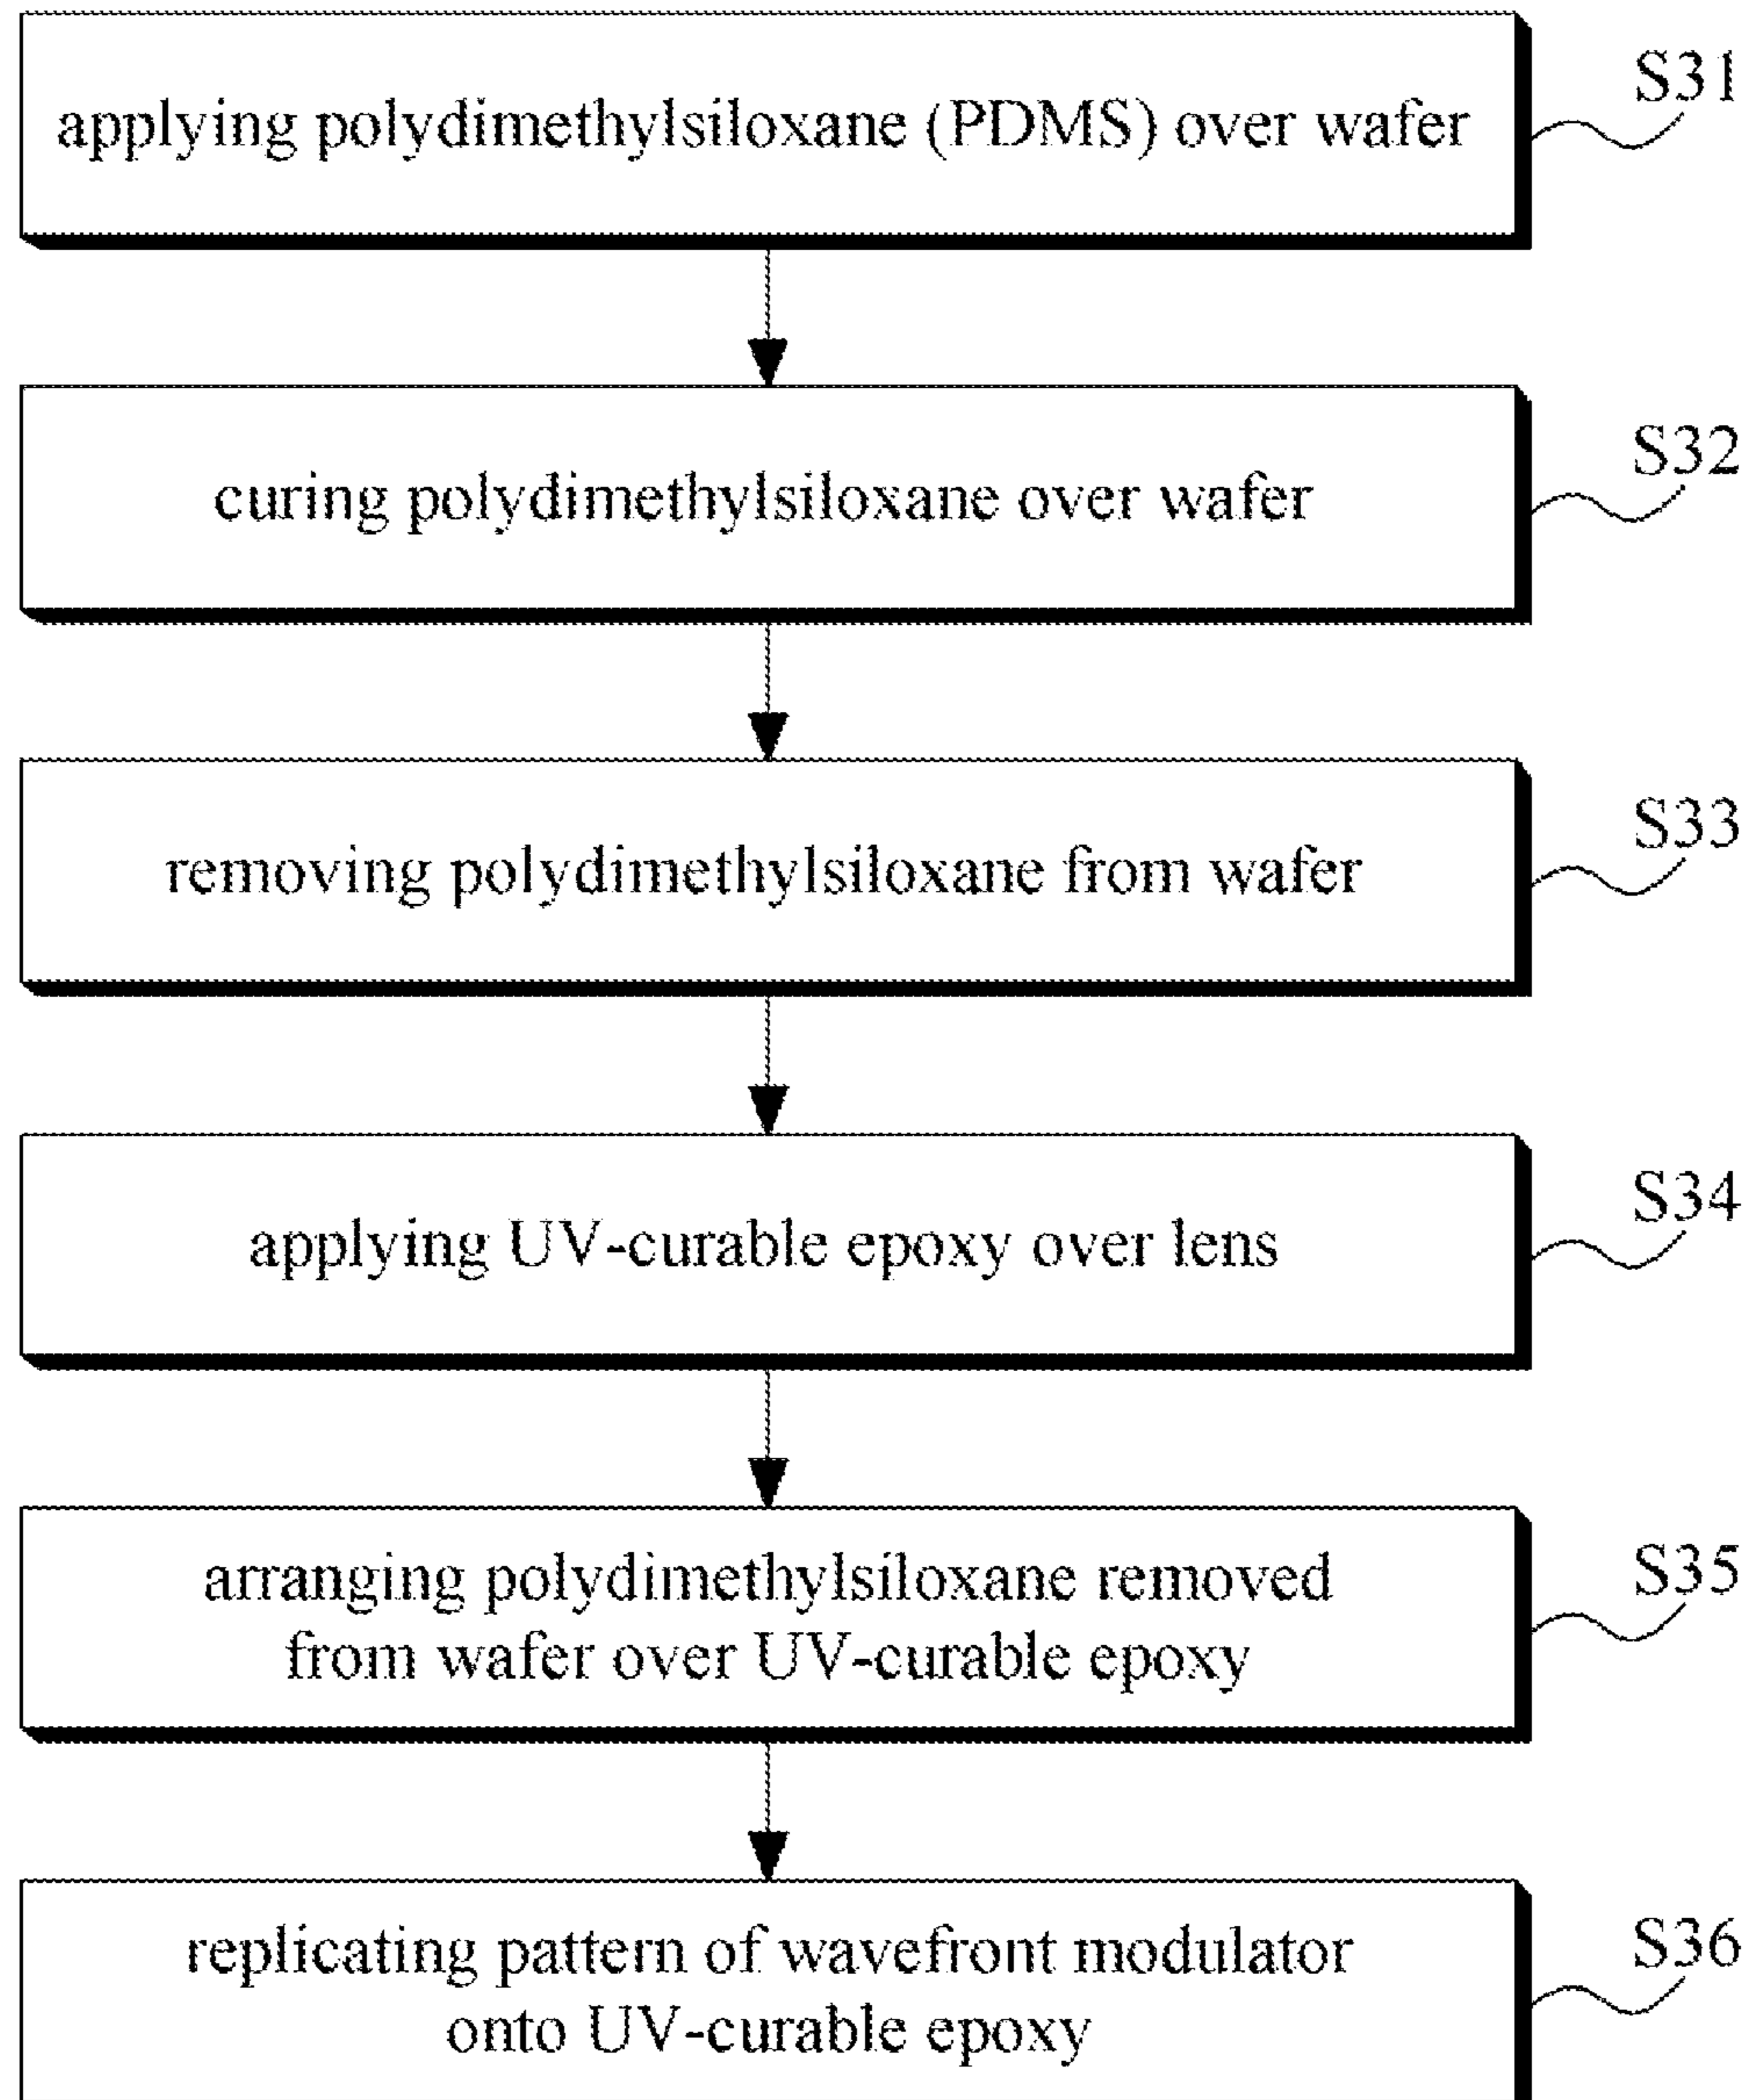 applying polydimethylsiloxane (PDMS) over wafer
S31
curing polydimethylsiloxane over wafer
S32
removing polydimethylsiloxane from wafer
S33
applying UV-curable epoxy over lens
S34
arranging polydimethylsiloxane removed
from wafer over UV-curable epoxy
S35
replicating pattern of wavefront modulator
onto UV-curable epoxy
S36